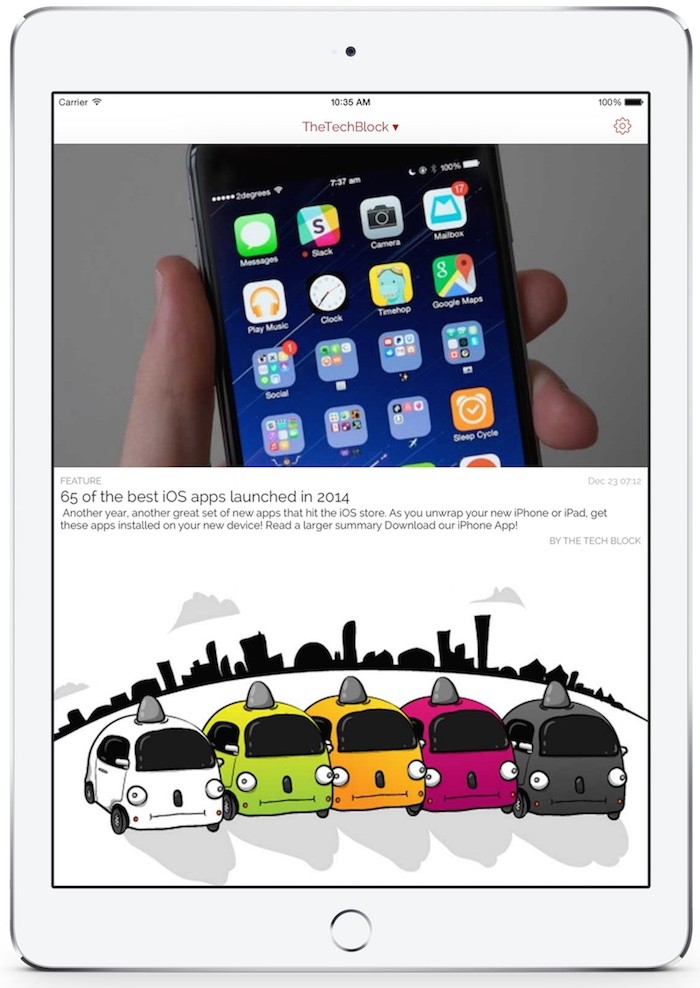 Carrier 10:35 AM 100%
TheTechBlock ▾
2degrees 7:37 am 100%
17
Messages Slack Camera Mailbox
Play Music Clock Timehop Google Maps
1
Social
Sleep Cycle
FEATURE Dec 23 07:12
65 of the best iOS apps launched in 2014
Another year, another great set of new apps that hit the iOS store. As you unwrap your new iPhone or iPad, get
these apps installed on your new device! Read a larger summary Download our iPhone App!
BY THE TECH BLOCK